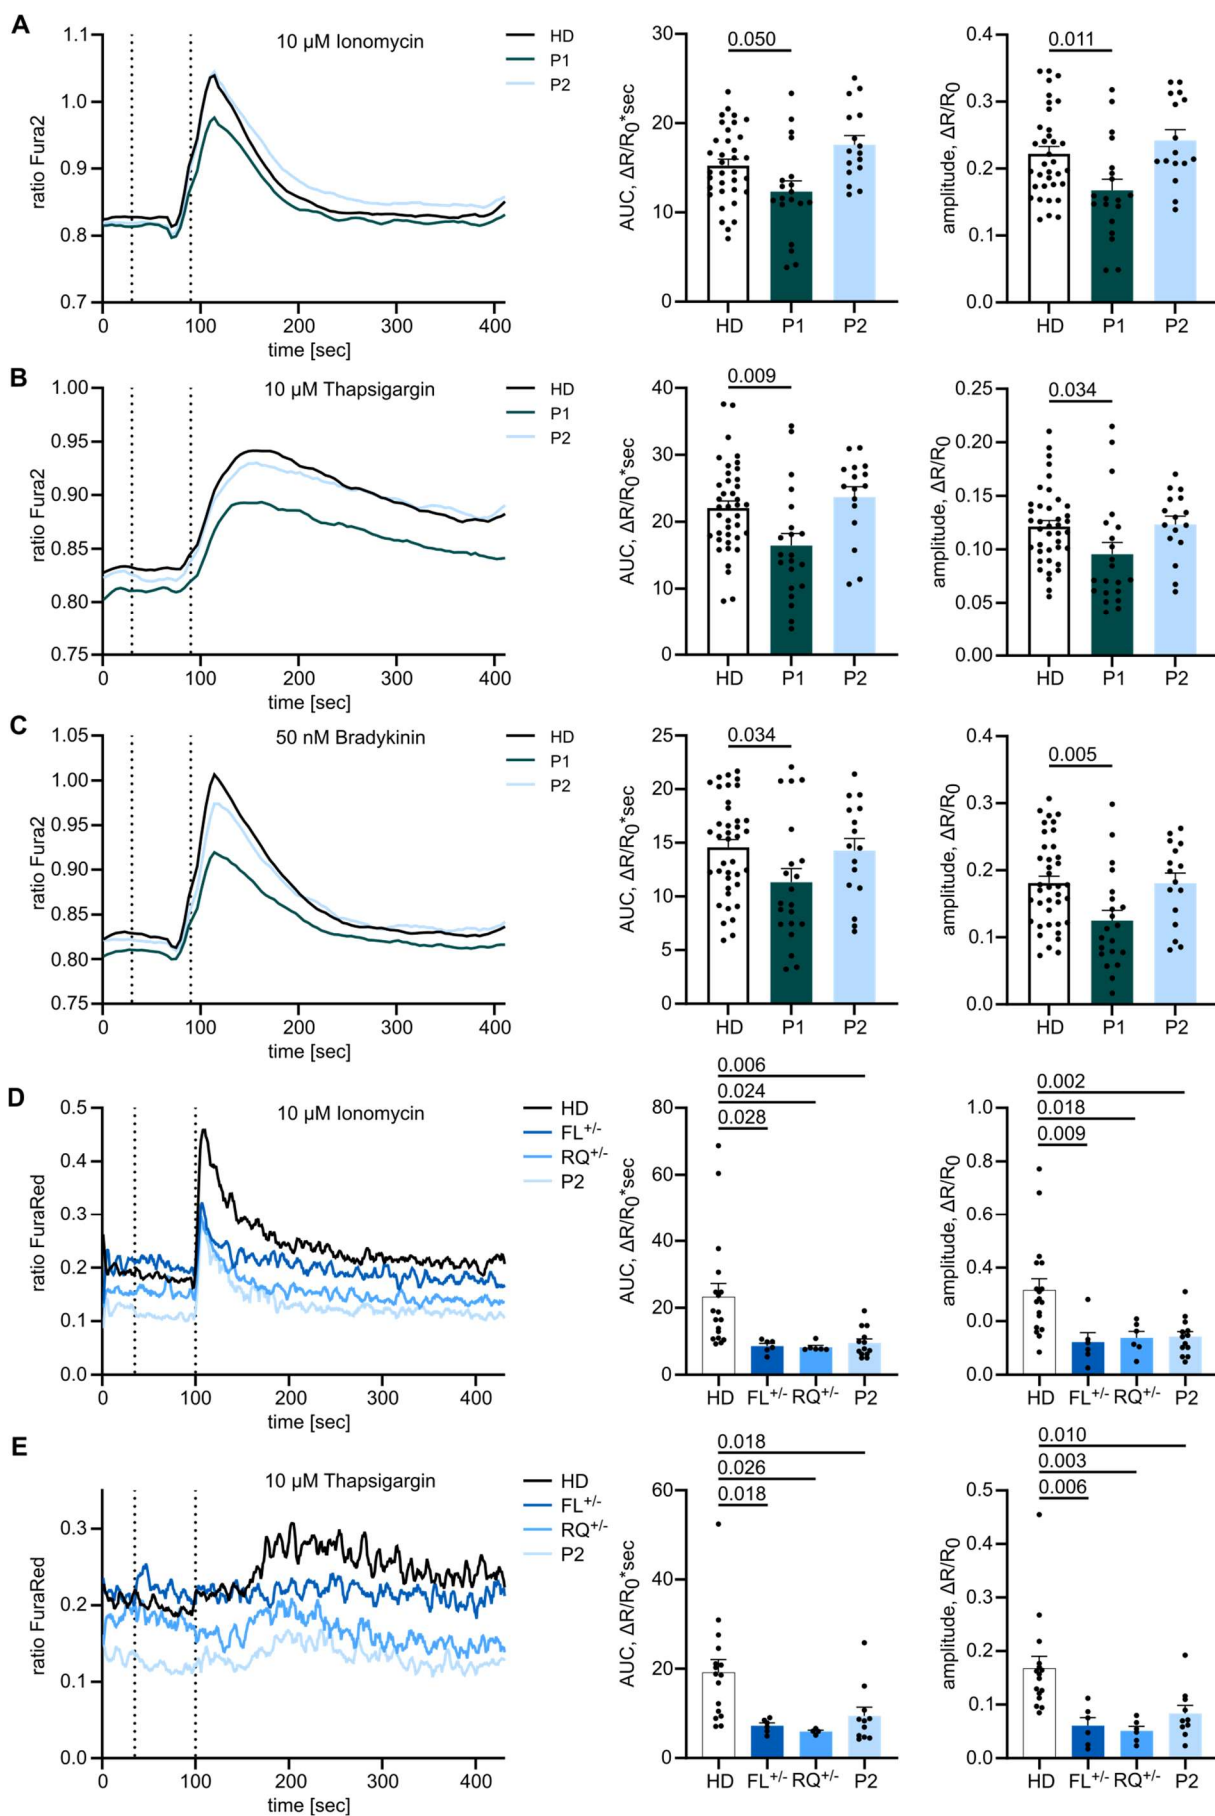 A
10 µM Ionomycin
HD
P1
P2
ratio Fura2
1.1
1.0
0.9
0.8
0.7
0 100 200 300 400
time [sec]
0.050
AUC, ΔR/R0*sec
30
20
10
0
HD P1 P2
0.011
amplitude, ΔR/R0
0.4
0.3
0.2
0.1
0.0
HD P1 P2
B
10 µM Thapsigargin
HD
P1
P2
ratio Fura2
1.00
0.95
0.90
0.85
0.80
0.75
0 100 200 300 400
time [sec]
0.009
AUC, ΔR/R0*sec
40
30
20
10
0
HD P1 P2
0.034
amplitude, ΔR/R0
0.25
0.20
0.15
0.10
0.05
0.00
HD P1 P2
C
50 nM Bradykinin
HD
P1
P2
ratio Fura2
1.05
1.00
0.95
0.90
0.85
0.80
0.75
0 100 200 300 400
time [sec]
0.034
AUC, ΔR/R0*sec
25
20
15
10
5
0
HD P1 P2
0.005
amplitude, ΔR/R0
0.4
0.3
0.2
0.1
0.0
HD P1 P2
D
10 µM Ionomycin
HD
FL+/-
RQ+/-
P2
ratio FuraRed
0.5
0.4
0.3
0.2
0.1
0.0
0 100 200 300 400
time [sec]
0.006
0.024
0.028
AUC, ΔR/R0*sec
80
60
40
20
0
HD FL+/- RQ+/- P2
0.002
0.018
0.009
amplitude, ΔR/R0
1.0
0.8
0.6
0.4
0.0
0.0
HD FL+/- RQ+/- P2
E
10 µM Thapsigargin
HD
FL+/-
RQ+/-
P2
ratio FuraRed
0.3
0.2
0.1
0.0
0 100 200 300 400
time [sec]
0.018
0.026
0.018
AUC, ΔR/R0*sec
60
40
20
0
HD FL+/- RQ+/- P2
0.010
0.003
0.006
amplitude, ΔR/R0
0.5
0.4
0.3
0.2
0.1
0.0
HD FL+/- RQ+/- P2